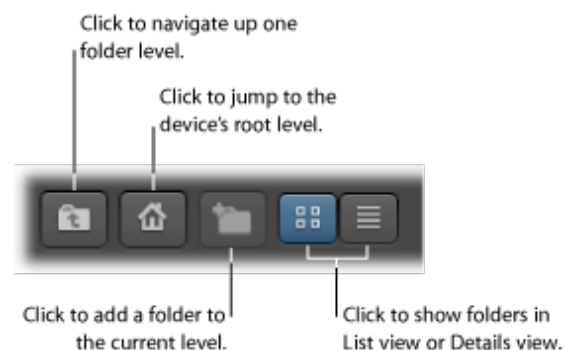 Click to navigate up one
folder level.
Click to jump to the
device's root level.
Click to add a folder to
the current level.
Click to show folders in
List view or Details view.